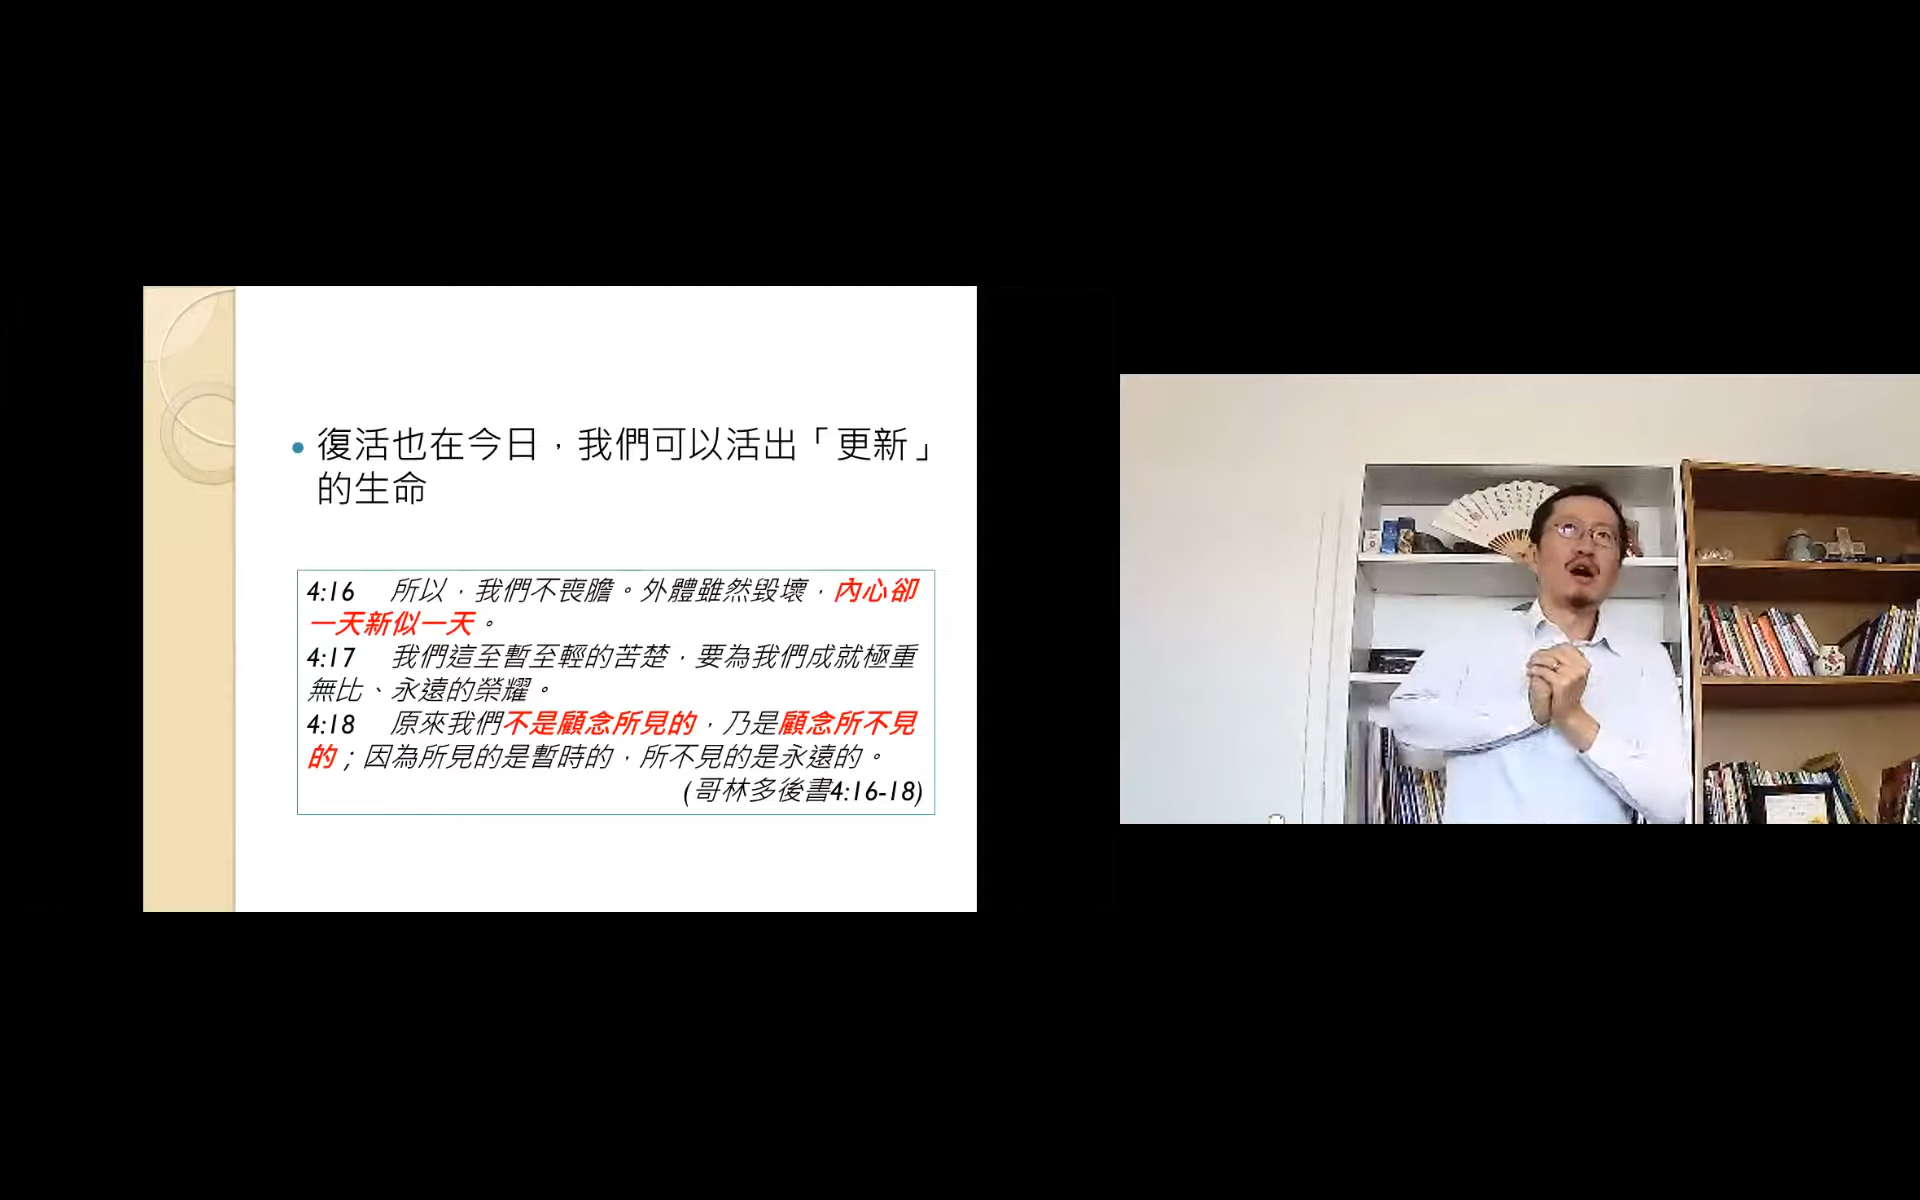 復活也在今日，我們可以活出「更新」
的生命
4:16 所以，我們不喪膽。外體雖然毀壞，內心卻
一天新似一天。
4:17 我們這至暫至輕的苦楚，要為我們成就極重
無比、永遠的榮耀。
4:18 原來我們不是顧念所見的，乃是顧念所不見
的；因為所見的是暫時的，所不見的是永遠的。
(哥林多後書4:16-18)